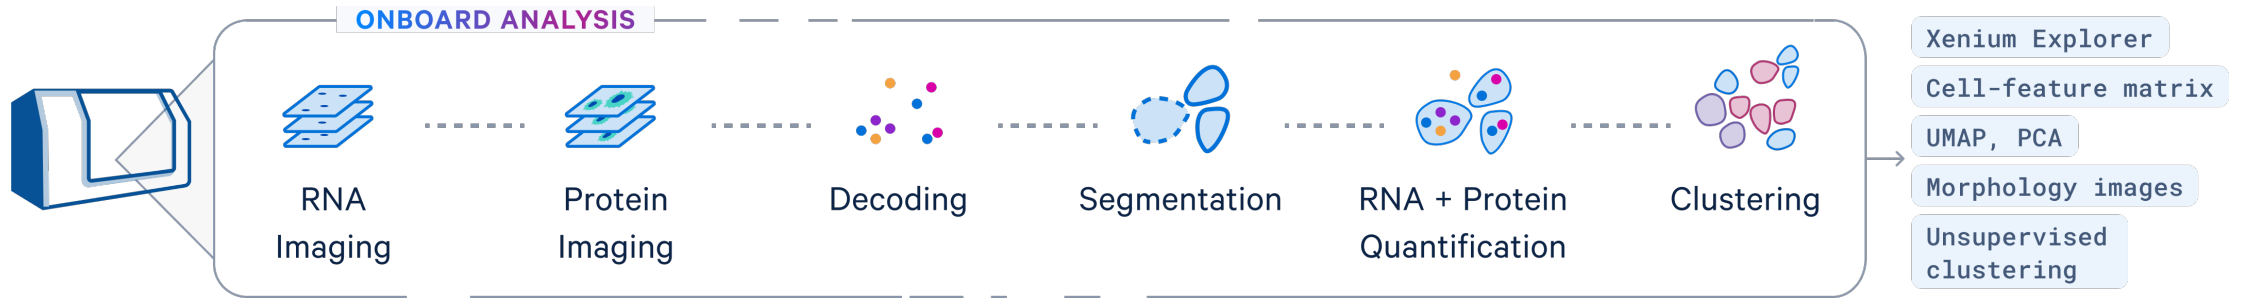 ONBOARD ANALYSIS
RNA
Imaging
Protein
Imaging
Decoding
Segmentation
RNA + Protein
Quantification
Clustering
Xenium Explorer
Cell-feature matrix
UMAP, PCA
Morphology images
Unsupervised
clustering